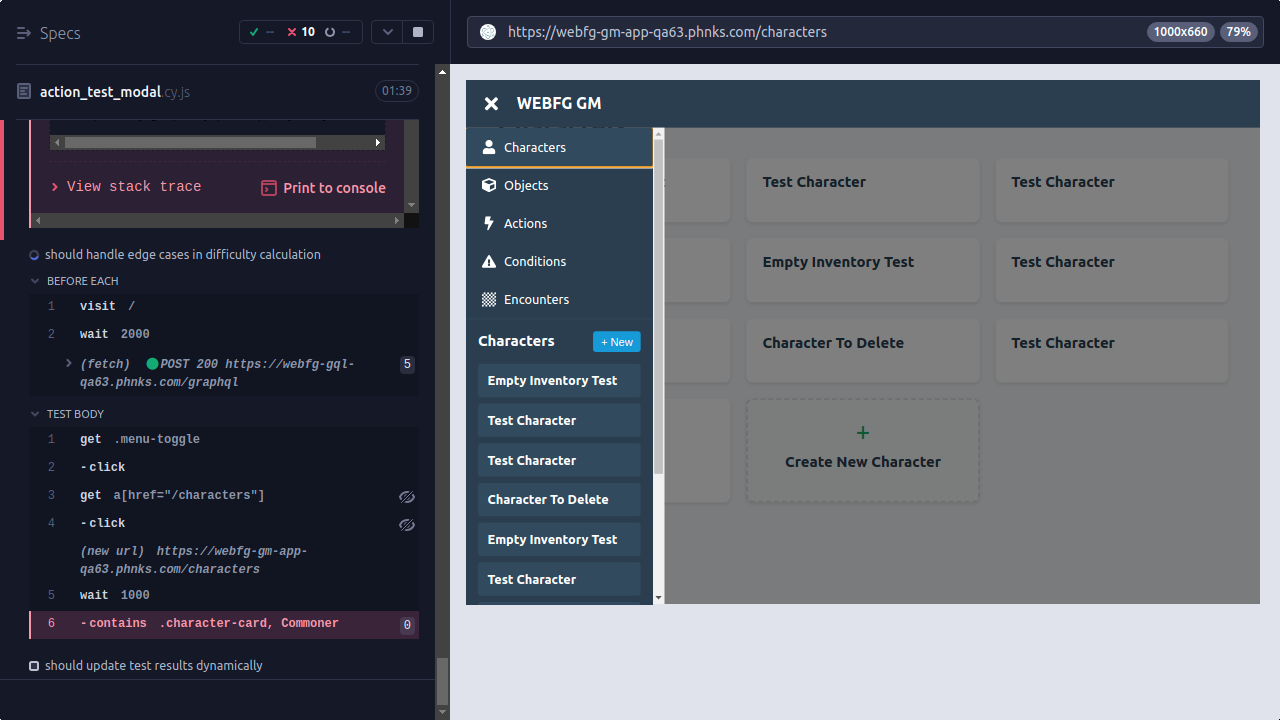 Specs
-- 10 --
action_test_modal.cy.js
01:39
View stack trace
Print to console
should handle edge cases in difficulty calculation
BEFORE EACH
1 visit /
2 wait 2000
(fetch) POST 200 https://webfg-gql-
qa63.phnks.com/graphql
5
TEST BODY
1 get .menu-toggle
2 -click
3 get a[href="/characters"]
4 -click
(new url) https://webfg-gm-app-
qa63.phnks.com/characters
5 wait 1000
6 -contains .character-card, Commoner 0
should update test results dynamically
https://webfg-gm-app-qa63.phnks.com/characters
1000x660
79%
WEBFG GM
Characters
Objects
Actions
Conditions
Encounters
Characters
+ New
Empty Inventory Test
Test Character
Test Character
Character To Delete
Empty Inventory Test
Test Character
Test Character
Test Character
Empty Inventory Test
Test Character
Character To Delete
Test Character
+
Create New Character